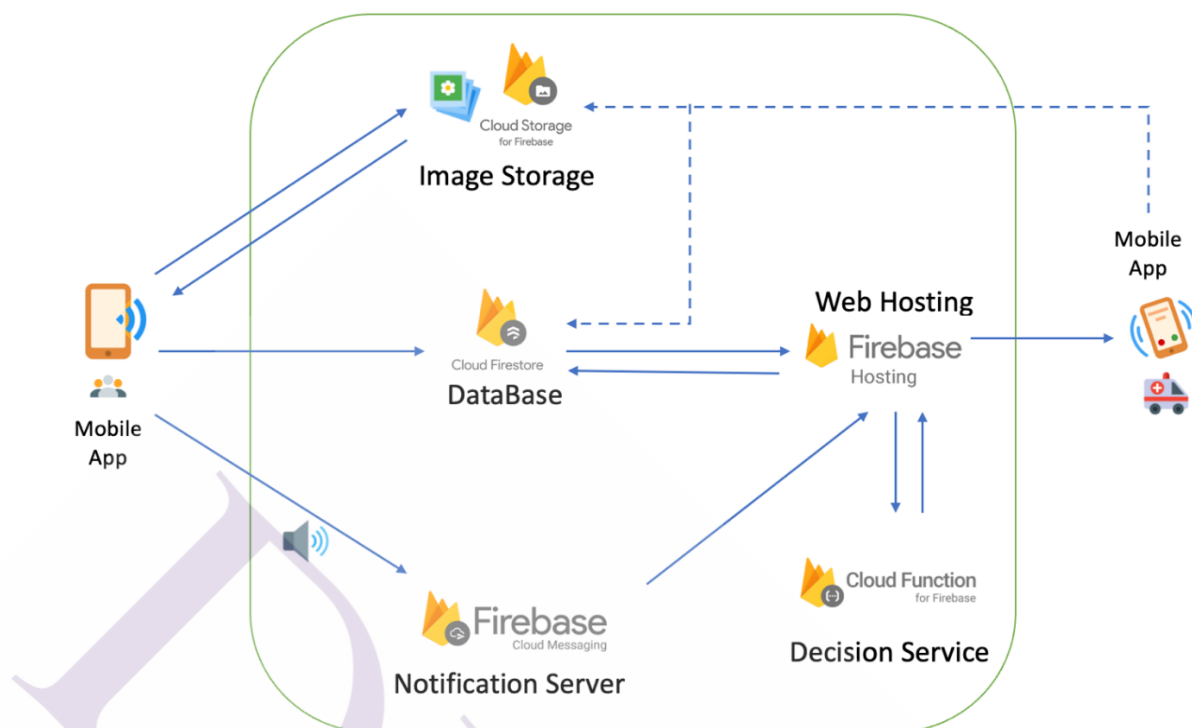 Cloud Storage
for Firebase
Image Storage
Mobile
App
Web Hosting
Firebase
Hosting
Cloud Firestore
DataBase
Mobile
App
Cloud Function
for Firebase
Decision Service
Firebase
Cloud Messaging
Notification Server